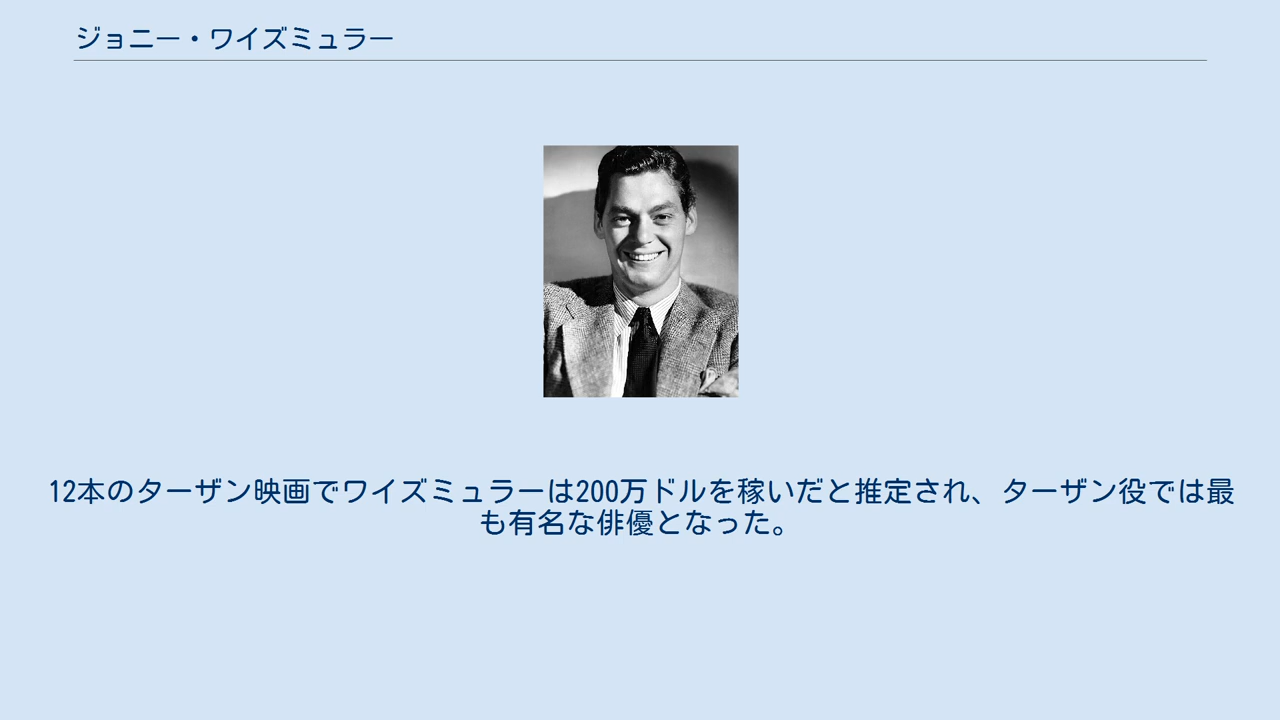 ジョニー・ワイズミュラー
12本のターザン映画でワイズミュラーは200万ドルを稼いだと推定され、ターザン役では最
も有名な俳優となった。